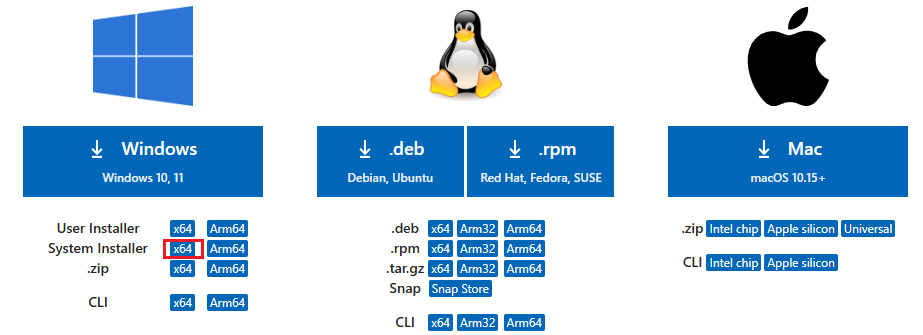 Windows
Windows 10, 11
User Installer x64 Arm64
System Installer x64 Arm64
.zip x64 Arm64
CLI x64 Arm64
.deb
Debian, Ubuntu
.rpm
Red Hat, Fedora, SUSE
.deb x64 Arm32 Arm64
.rpm x64 Arm32 Arm64
.tar.gz x64 Arm32 Arm64
Snap Snap Store
CLI x64 Arm32 Arm64
Mac
macOS 10.15+
.zip Intel chip Apple silicon Universal
CLI Intel chip Apple silicon